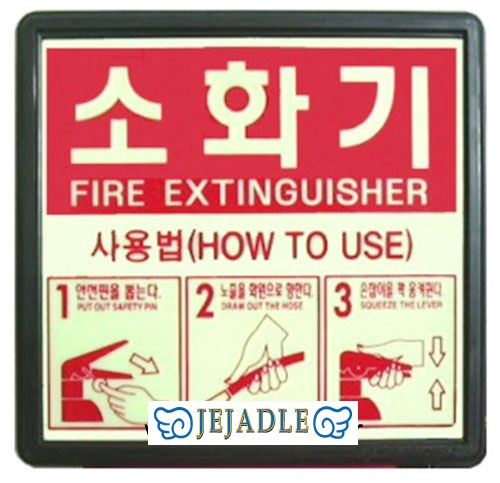 소화기
FIRE EXTINGUISHER
사용법(HOW TO USE)
1 안전핀을 뽑는다.
PUT OUT SAFETY PIN
2 노즐을 화원으로 향한다.
DRAW OUT THE HOSE
3 손잡이를 꽉 움켜쥔다.
SQUEEZE THE LEVER
JEJADLE